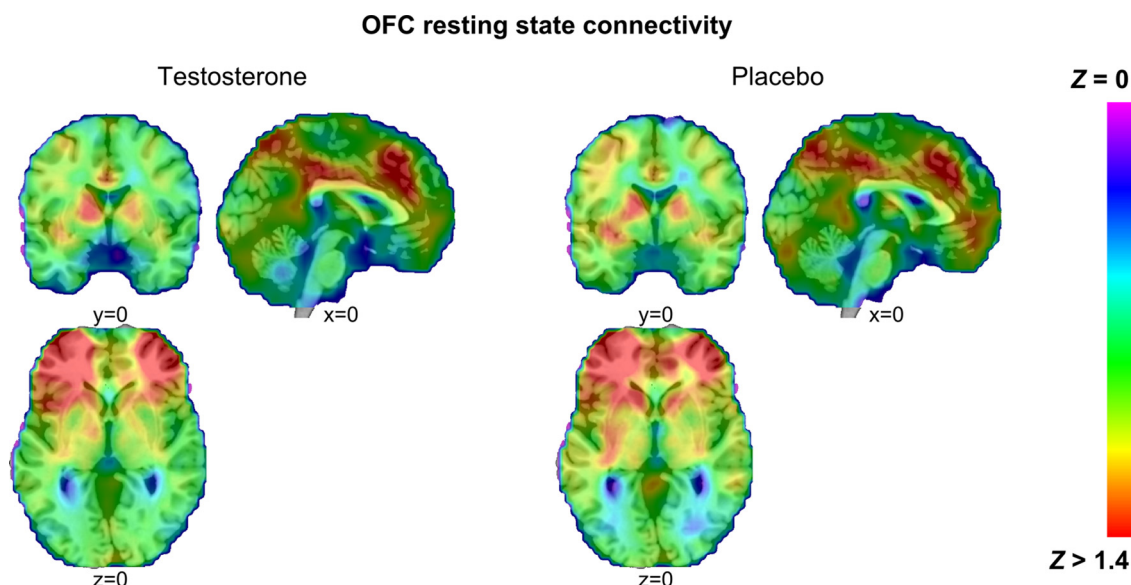 OFC resting state connectivity
Testosterone
Placebo
Z = 0
y=0
x=0
y=0
x=0
z=0
z=0
Z > 1.4